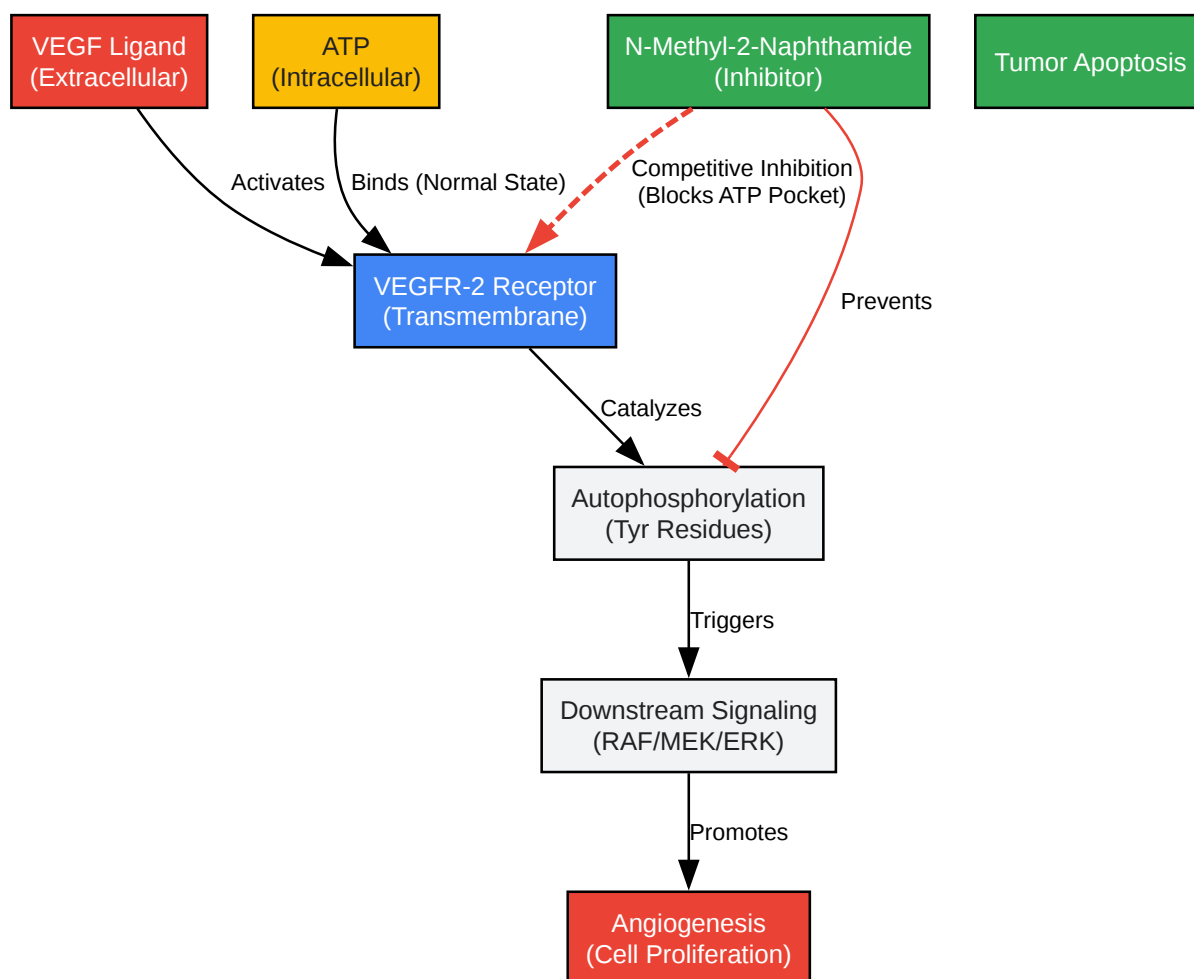 VEGF Ligand
(Extracellular)
ATP
(Intracellular)
N-Methyl-2-Naphthamide
(Inhibitor)
Tumor Apoptosis
Activates
Binds (Normal State)
Competitive Inhibition
(Blocks ATP Pocket)
VEGFR-2 Receptor
(Transmembrane)
Prevents
Catalyzes
Autophosphorylation
(Tyr Residues)
Triggers
Downstream Signaling
(RAF/MEK/ERK)
Promotes
Angiogenesis
(Cell Proliferation)